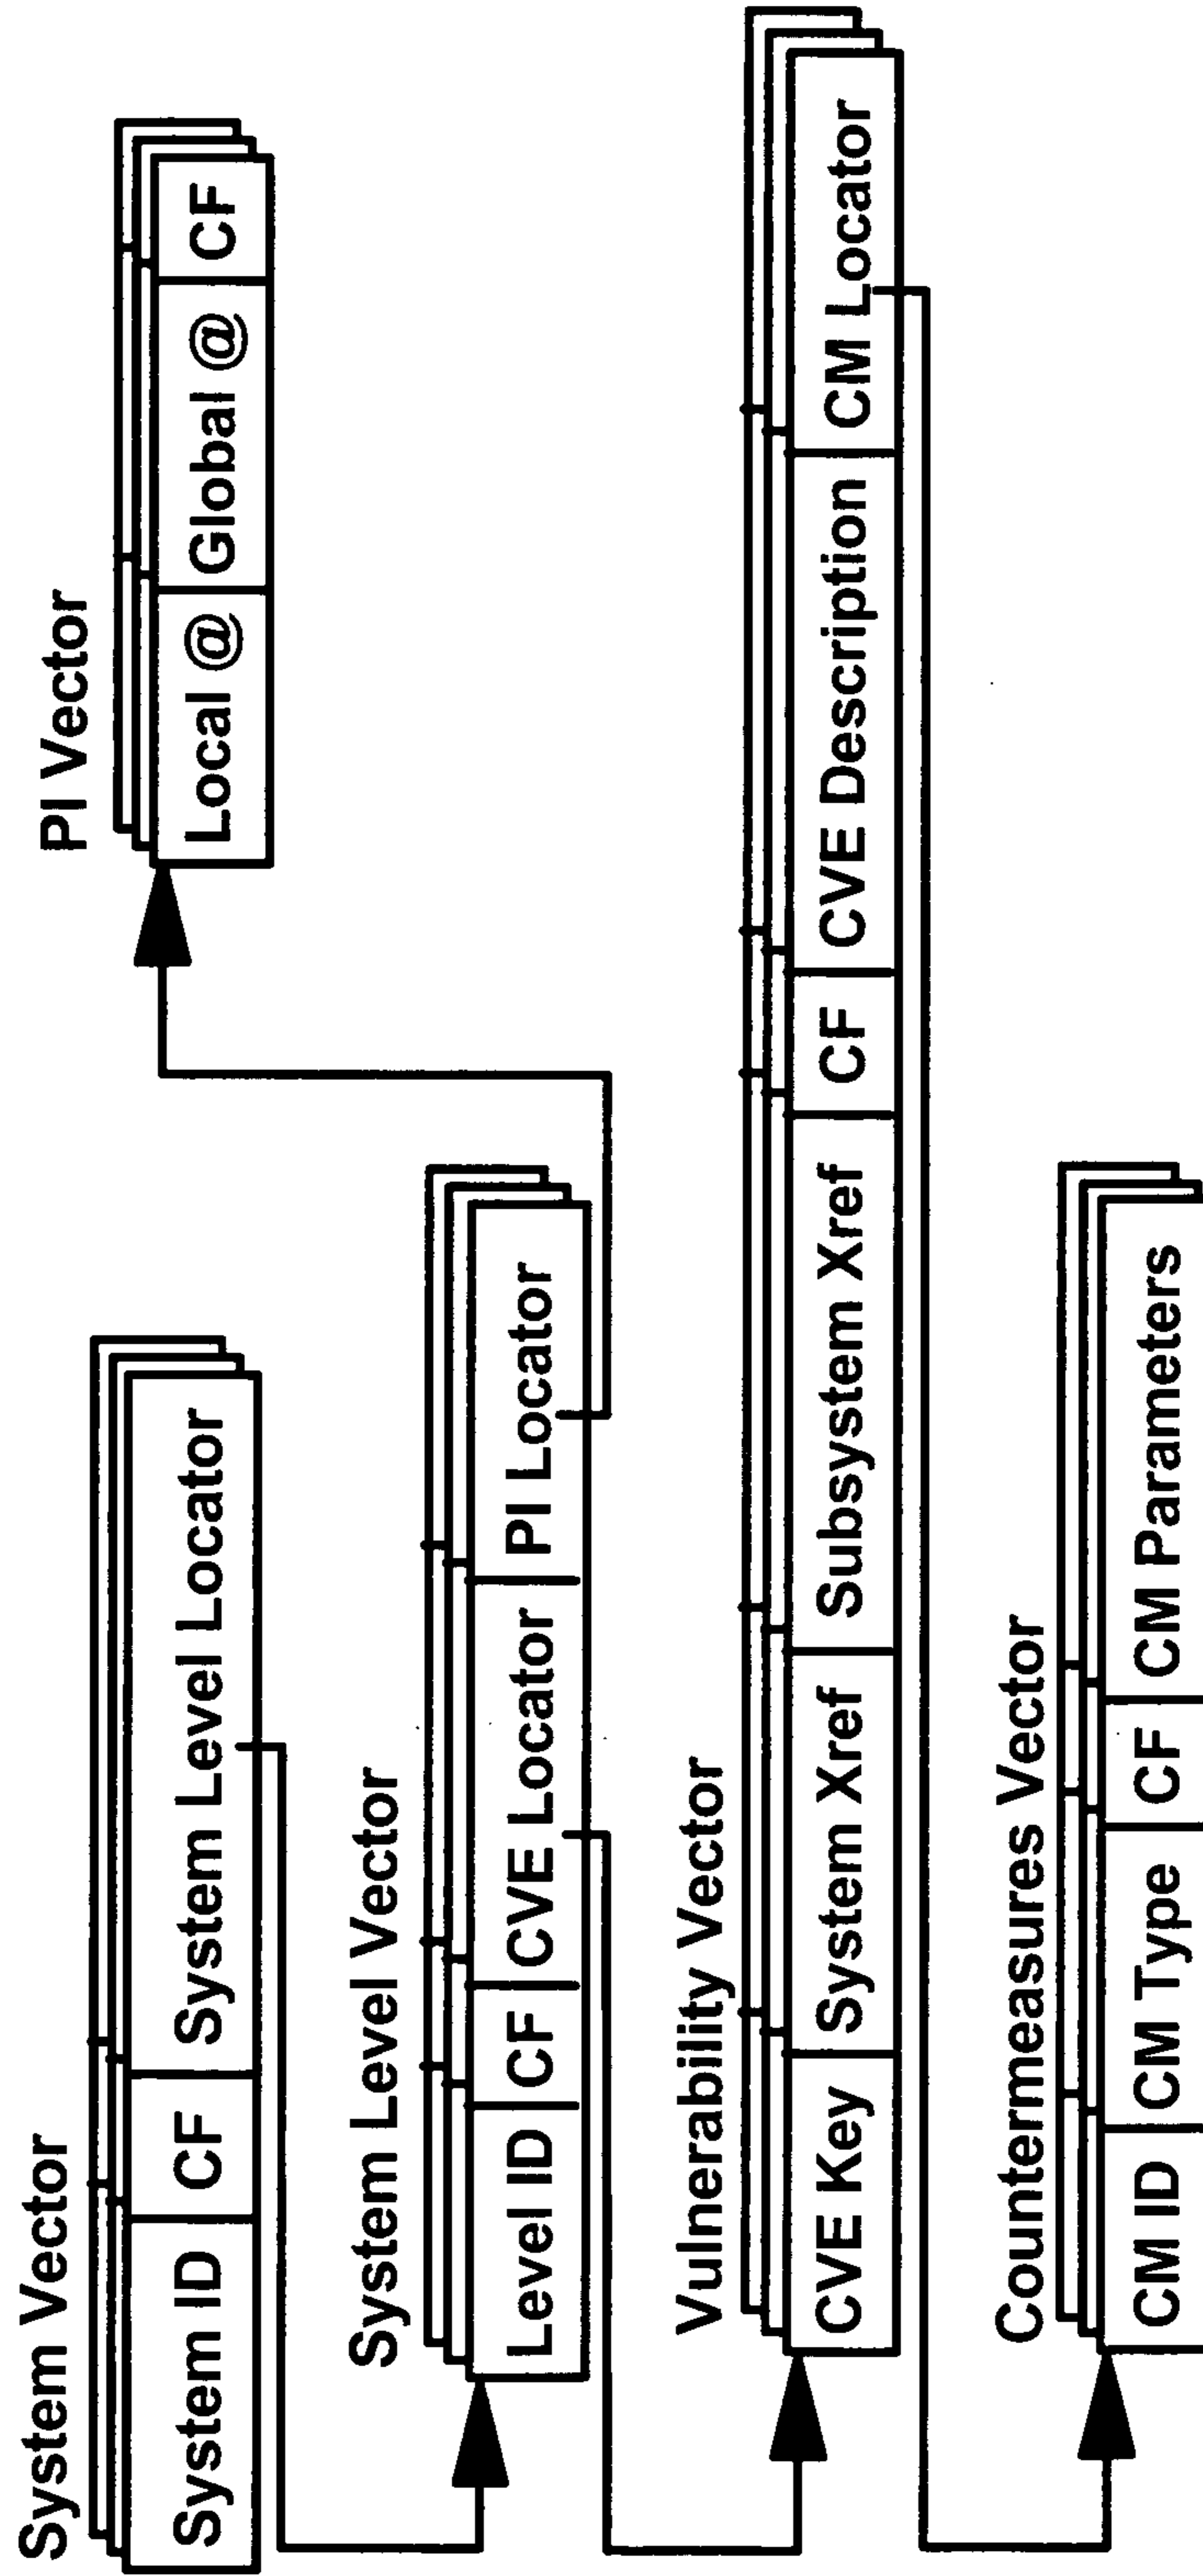 System Vector
System ID CF System Level Locator
PI Vector
Local @ Global @ CF
System Level Vector
Level ID CF CVE Locator PI Locator
Vulnerability Vector
CVE Key System Xref Subsystem Xref CF CVE Description CM Locator
Countermeasures Vector
CM ID CM Type CF CM Parameters